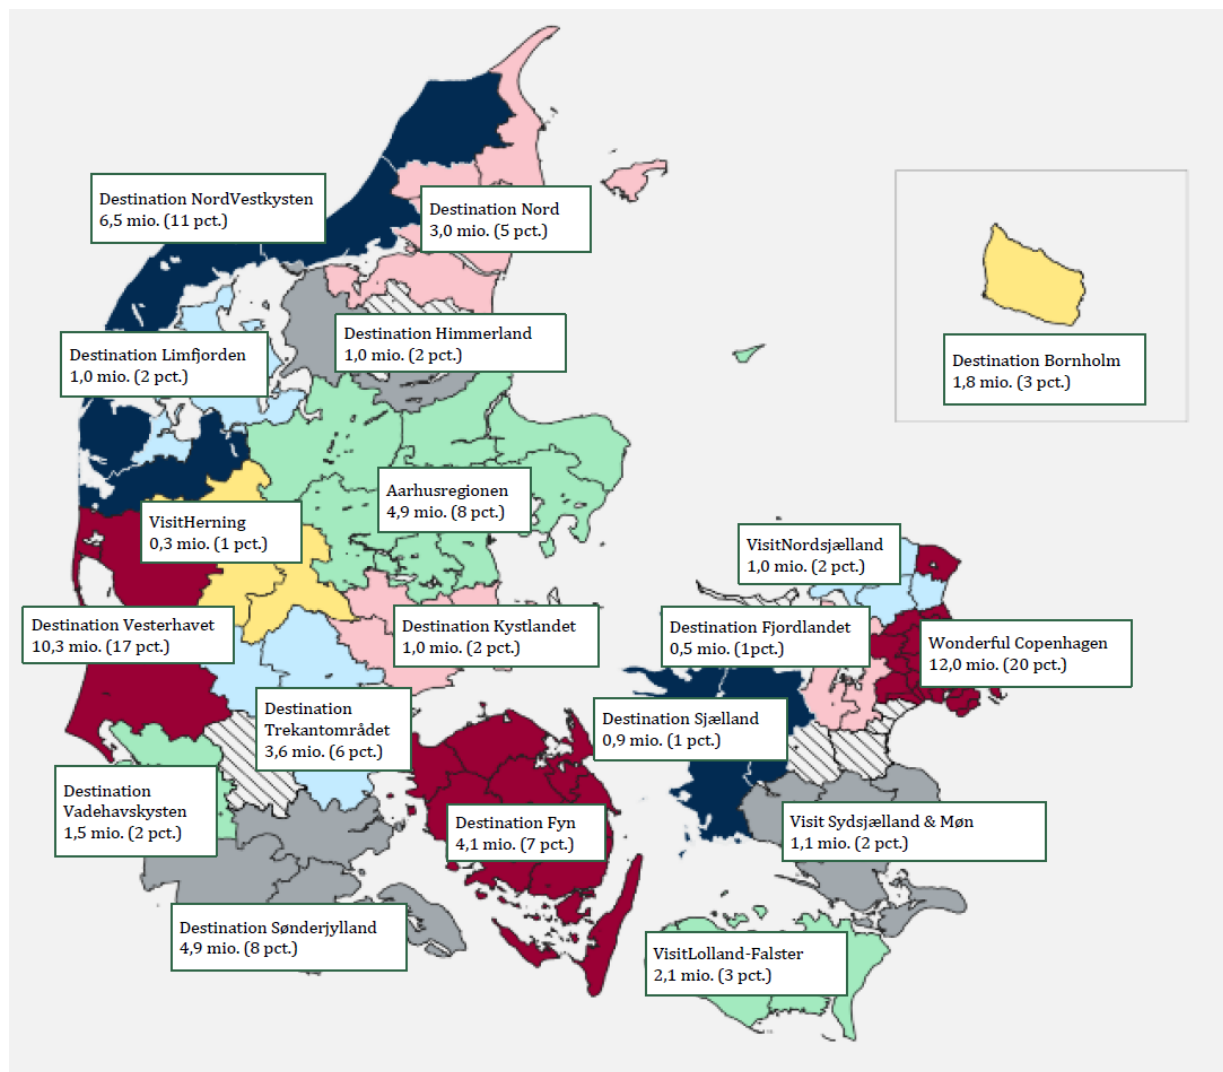 Destination NordVestkysten
6,5 mio. (11 pct.)
Destination Nord
3,0 mio. (5 pct.)
Destination Himmerland
1,0 mio. (2 pct.)
Destination Limfjorden
1,0 mio. (2 pct.)
Destination Bornholm
1,8 mio. (3 pct.)
Aarhusregionen
4,9 mio. (8 pct.)
VisitHerning
0,3 mio. (1 pct.)
VisitNordsjælland
1,0 mio. (2 pct.)
Destination Vesterhavet
10,3 mio. (17 pct.)
Destination Kystlandet
1,0 mio. (2 pct.)
Destination Fjordlandet
0,5 mio. (1pct.)
Wonderful Copenhagen
12,0 mio. (20 pct.)
Destination
Trekantområdet
3,6 mio. (6 pct.)
Destination Sjælland
0,9 mio. (1 pct.)
Destination
Vadehavskysten
1,5 mio. (2 pct.)
Destination Fyn
4,1 mio. (7 pct.)
Visit Sydsjælland & Møn
1,1 mio. (2 pct.)
Destination Sønderjylland
4,9 mio. (8 pct.)
VisitLolland-Falster
2,1 mio. (3 pct.)